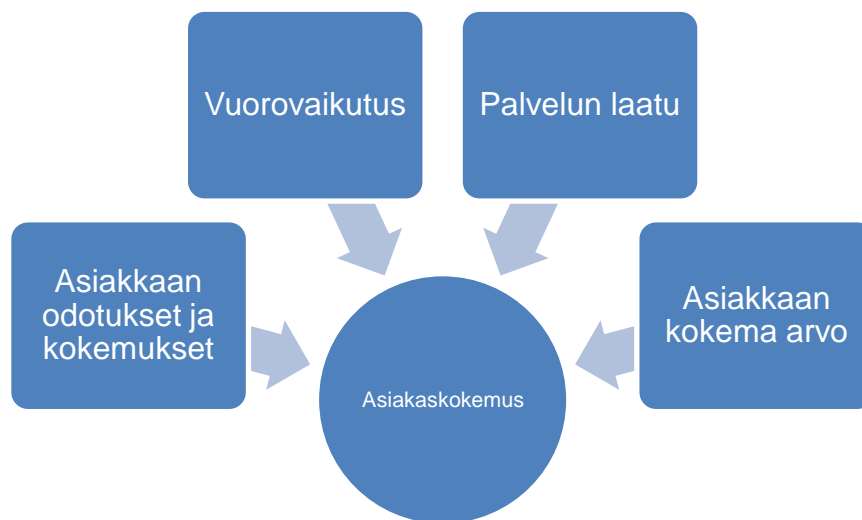 Vuorovaikutus
Palvelun laatu
Asiakkaan
odotukset ja
kokemukset
Asiakkaan
kokema arvo
Asiakaskokemus